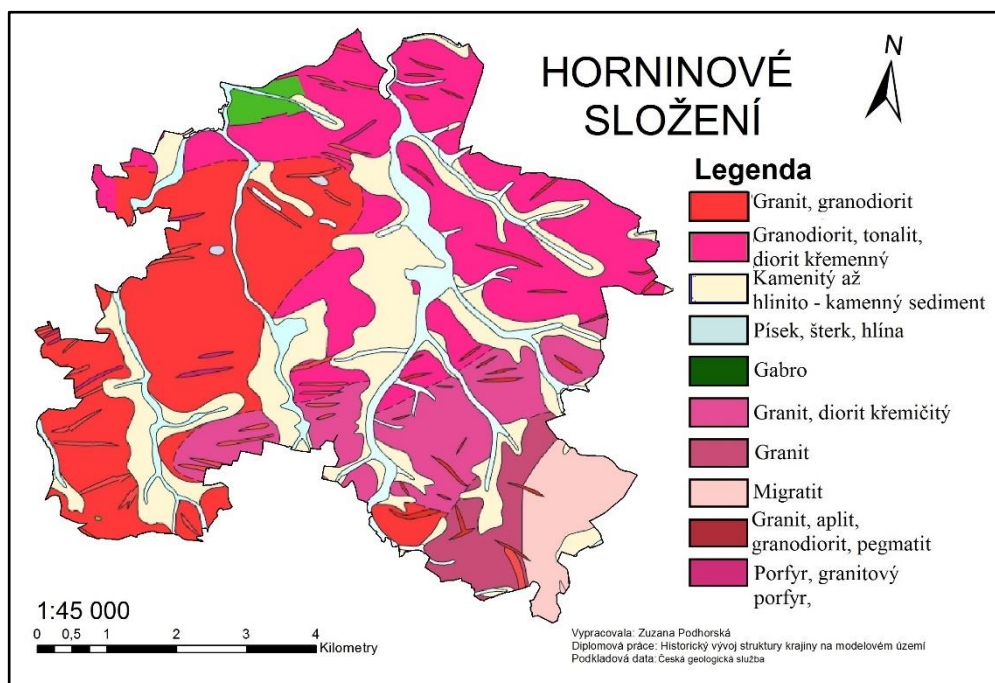 HORNINOVÉ
SLOŽENÍ
N
Legenda
Granit, granodiorit
Granodiorit, tonalit,
diorit křemenný
Kamenitý až
hlinito - kamenný sediment
Písek, šterk, hlína
Gabro
Granit, diorit křemičitý
Granit
Migratit
Granit, aplit,
granodiorit, pegmatit
Porfyr, granitový
porfyr,
1:45 000
0 0,5 1 2 3 4
Kilometry
Vypracovala: Zuzana Podhorská
Diplomová práce: Historický vývoj struktury krajiny na modelovém území
Podkladová data: Česká geologická služba